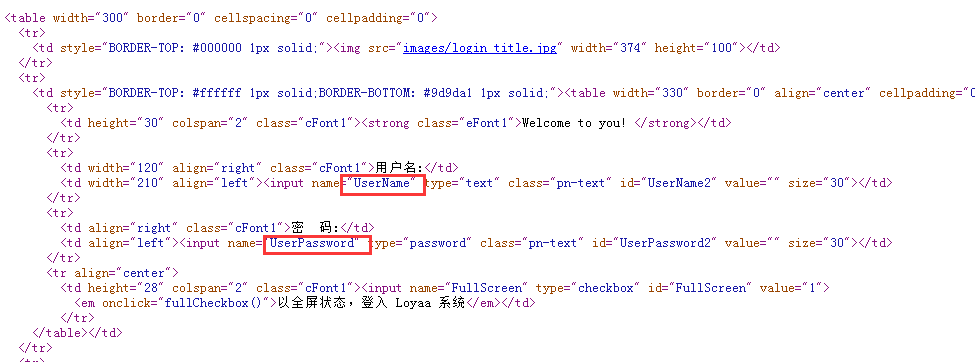 <table width="300" border="0" cellspacing="0" cellpadding="0">
<tr>
<td style="BORDER-TOP: #000000 1px solid;"><img src="images/login_title.jpg" width="374" height="100"></td>
</tr>
<tr>
<td style="BORDER-TOP: #ffffff 1px solid;BORDER-BOTTOM: #9d9da1 1px solid;"><table width="330" border="0" align="center" cellpadding="0
<tr>
<td height="30" colspan="2" class="cFont1"><strong class="eFont1">Welcome to you! </strong></td>
</tr>
<tr>
<td width="120" align="right" class="cFont1">用户名:</td>
<td width="210" align="left"><input name="UserName" type="text" class="pn-text" id="UserName2" value="" size="30"></td>
</tr>
<tr>
<td align="right" class="cFont1">密  码:</td>
<td align="left"><input name="UserPassword" type="password" class="pn-text" id="UserPassword2" value="" size="30"></td>
</tr>
<tr align="center">
<td height="28" colspan="2" class="cFont1"><input name="FullScreen" type="checkbox" id="FullScreen" value="1">
<em onclick="fullCheckbox()">以全屏状态，登入 Loyaa 系统</em></td>
</tr>
</table></td>
</tr>
<tr>